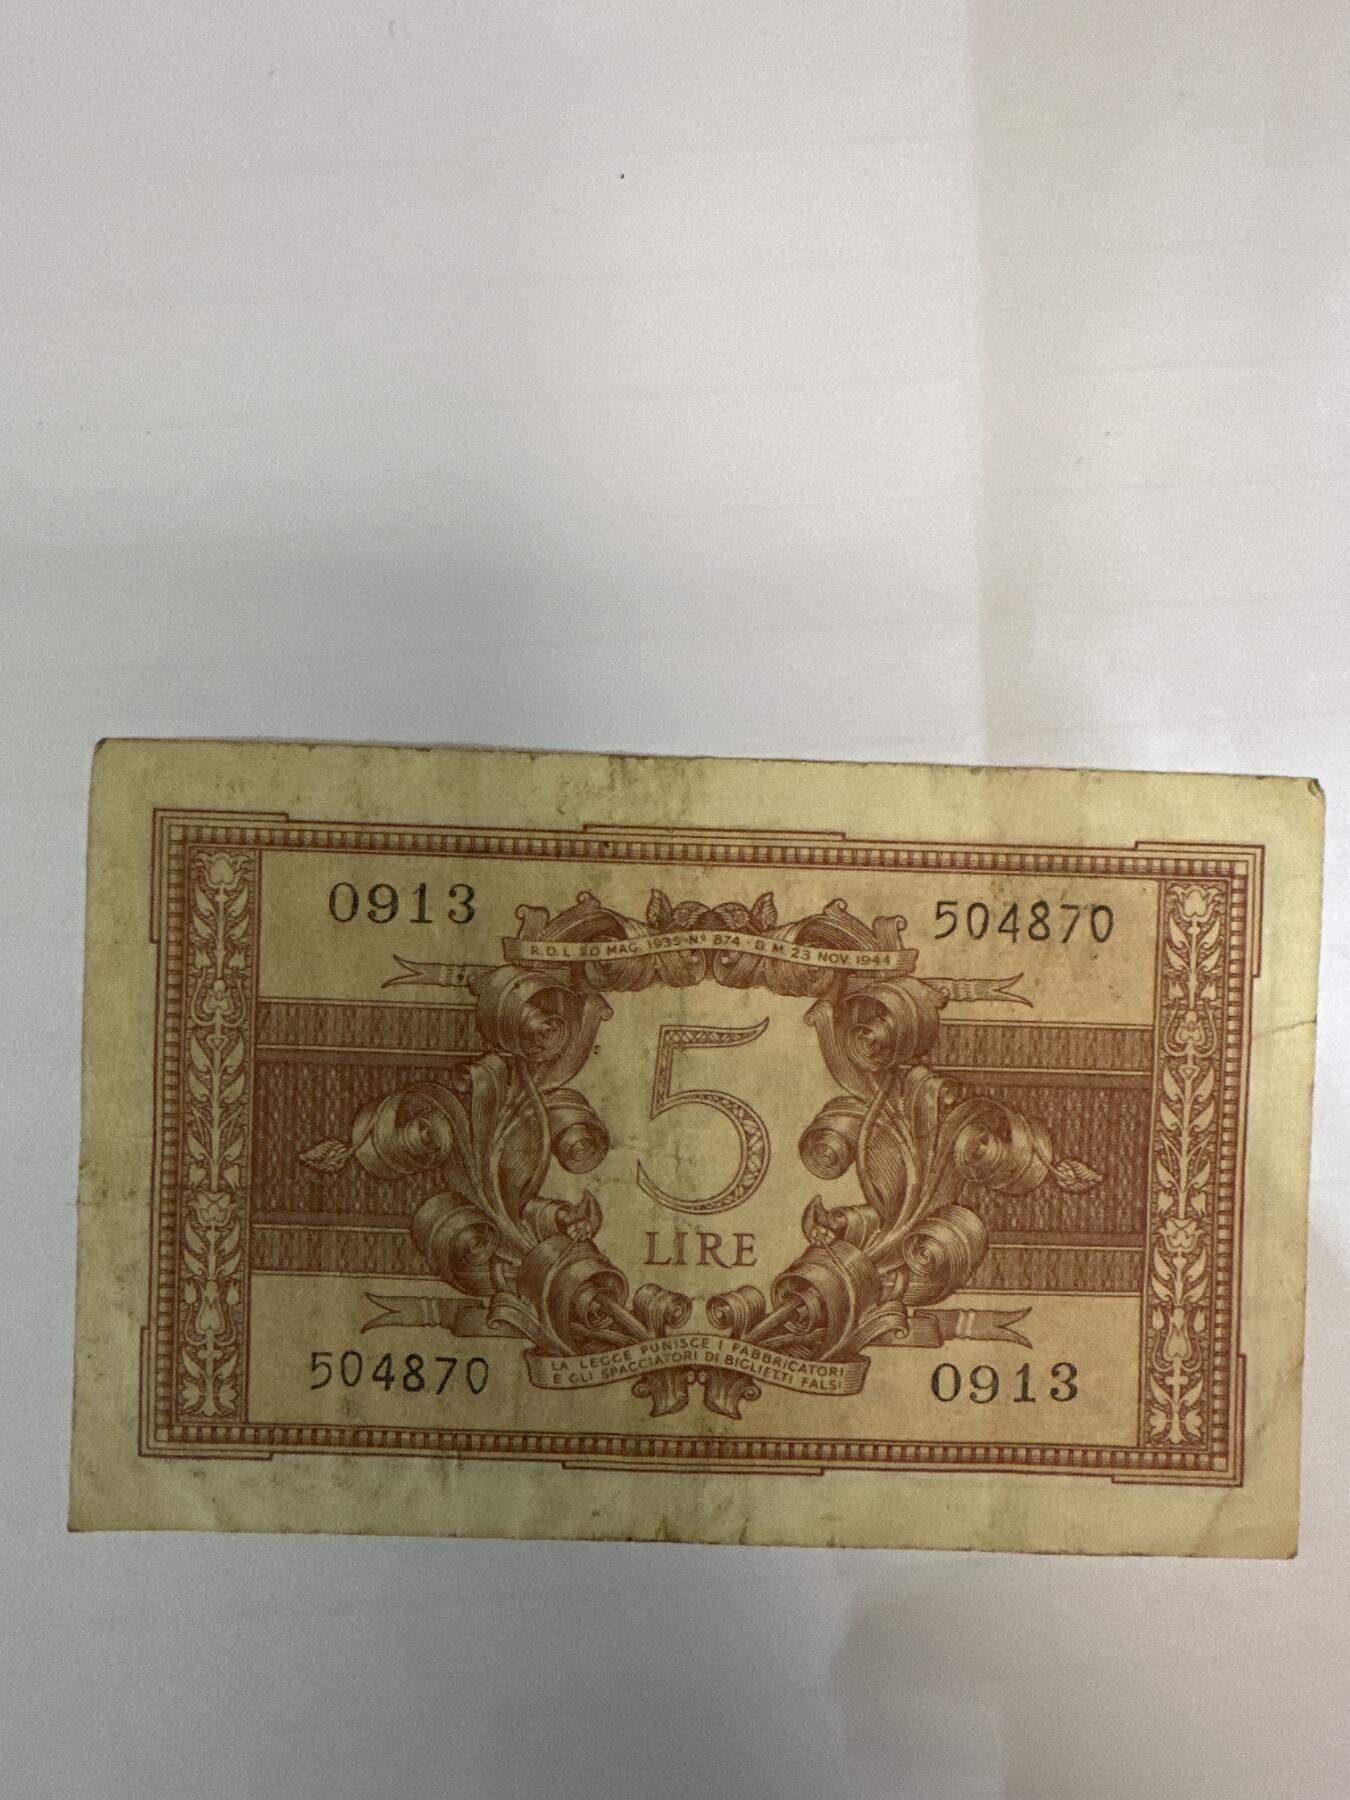 0913
504870
R.D.L. 20 MAG. 1935-Nº 874 - D.M. 23 NOV. 1944
5
LIRE
LA LEGGE PUNISCE I FABBRICATORI
E GLI SPACCIATORI DI BIGLIETTI FALSI
504870
0913